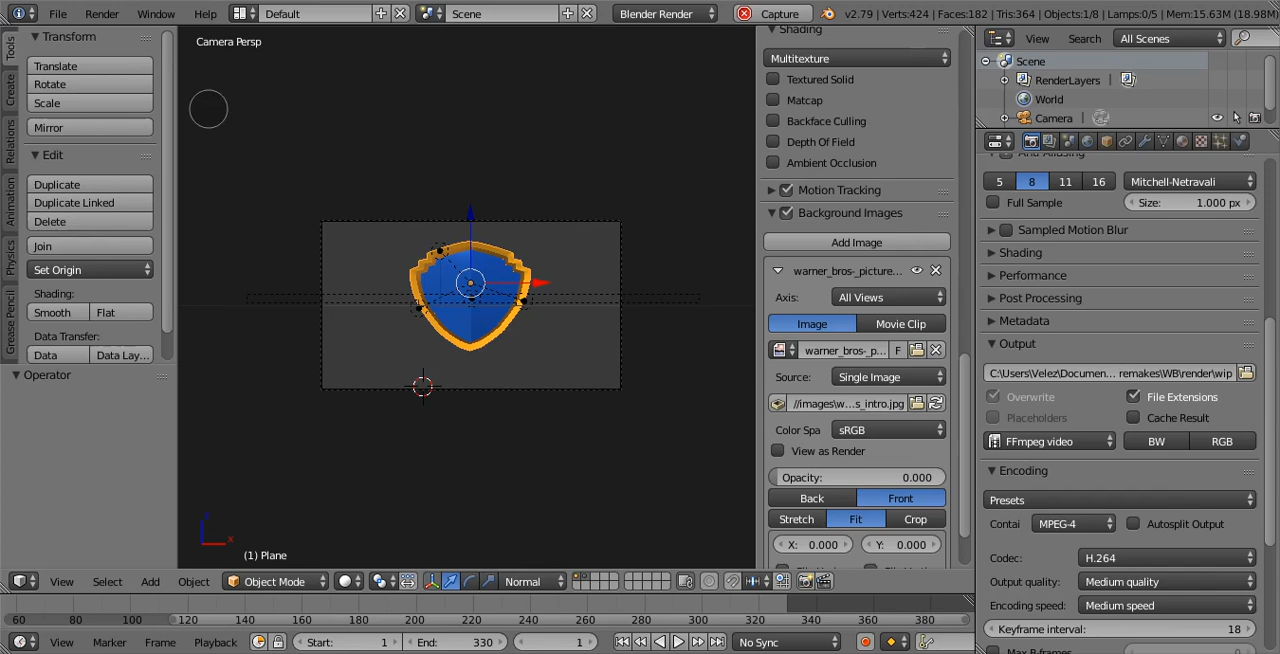 File Render Window Help Default Scene Blender Render Capture v2.79 | Verts:424 | Faces:182 | Tris:364 | Objects:1/8 | Lamps:0/5 | Mem:15.63M (18.98M)
Tools
Create
Relations
Animation
Physics
Grease Pencil
Transform
Translate
Rotate
Scale
Mirror
Edit
Duplicate
Duplicate Linked
Delete
Join
Set Origin
Shading:
Smooth Flat
Data Transfer:
Data Data Lay...
Operator
Camera Persp
(1) Plane
Shading
Multitexture
Textured Solid
Matcap
Backface Culling
Depth Of Field
Ambient Occlusion
Motion Tracking
Background Images
Add Image
warner_bros-picture...
Axis: All Views
Image Movie Clip
warner_bros-_p... F
Source: Single Image
//images\w...s_intro.jpg
Color Spa sRGB
View as Render
Opacity: 0.000
Back Front
Stretch Fit Crop
X: 0.000 Y: 0.000
View Search All Scenes
Scene
RenderLayers
World
Camera
5 8 11 16 Mitchell-Netravali
Full Sample Size: 1.000 px
Sampled Motion Blur
Shading
Performance
Post Processing
Metadata
Output
C:\Users\Velez\Documen... remakes\WB\render\wip
Overwrite File Extensions
Placeholders Cache Result
FFmpeg video BW RGB
Encoding
Presets
Contai MPEG-4 Autosplit Output
Codec: H.264
Output quality: Medium quality
Encoding speed: Medium speed
Keyframe interval: 18
View Select Add Object Object Mode Normal
60 80 100 120 140 160 180 200 220 240 260 280 300 320 340 360 380
View Marker Frame Playback Start: 1 End: 330 1 No Sync